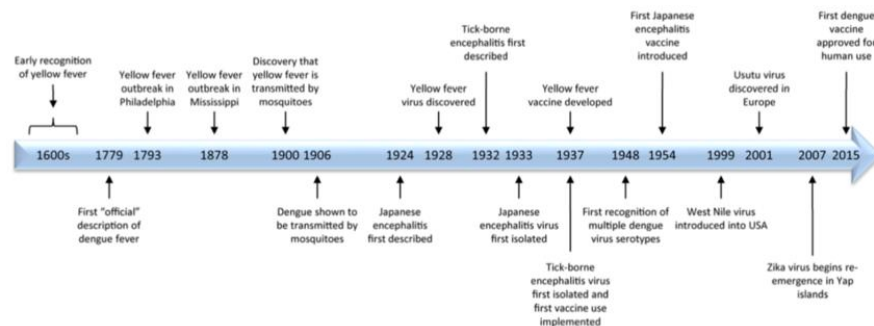 Early recognition
of yellow fever
Yellow fever
outbreak in
Philadelphia
Yellow fever
outbreak in
Mississippi
Discovery that
yellow fever is
transmitted by
mosquitoes
Yellow fever
virus discovered
Tick-borne
encephalitis first
described
Yellow fever
vaccine developed
First Japanese
encephalitis
vaccine
introduced
Usutu virus
discovered in
Europe
First dengue
vaccine
approved for
human use
1600s 1779 1793 1878 1900 1906 1924 1928 1932 1933 1937 1948 1954 1999 2001 2007 2015
First “official”
description of
dengue fever
Dengue shown to
be transmitted by
mosquitoes
Japanese
encephalitis
first described
Japanese
encephalitis virus
first isolated
Tick-borne
encephalitis virus
first isolated and
first vaccine use
implemented
First recognition of
multiple dengue
virus serotypes
West Nile virus
introduced into USA
Zika virus begins re-
emergence in Yap
islands